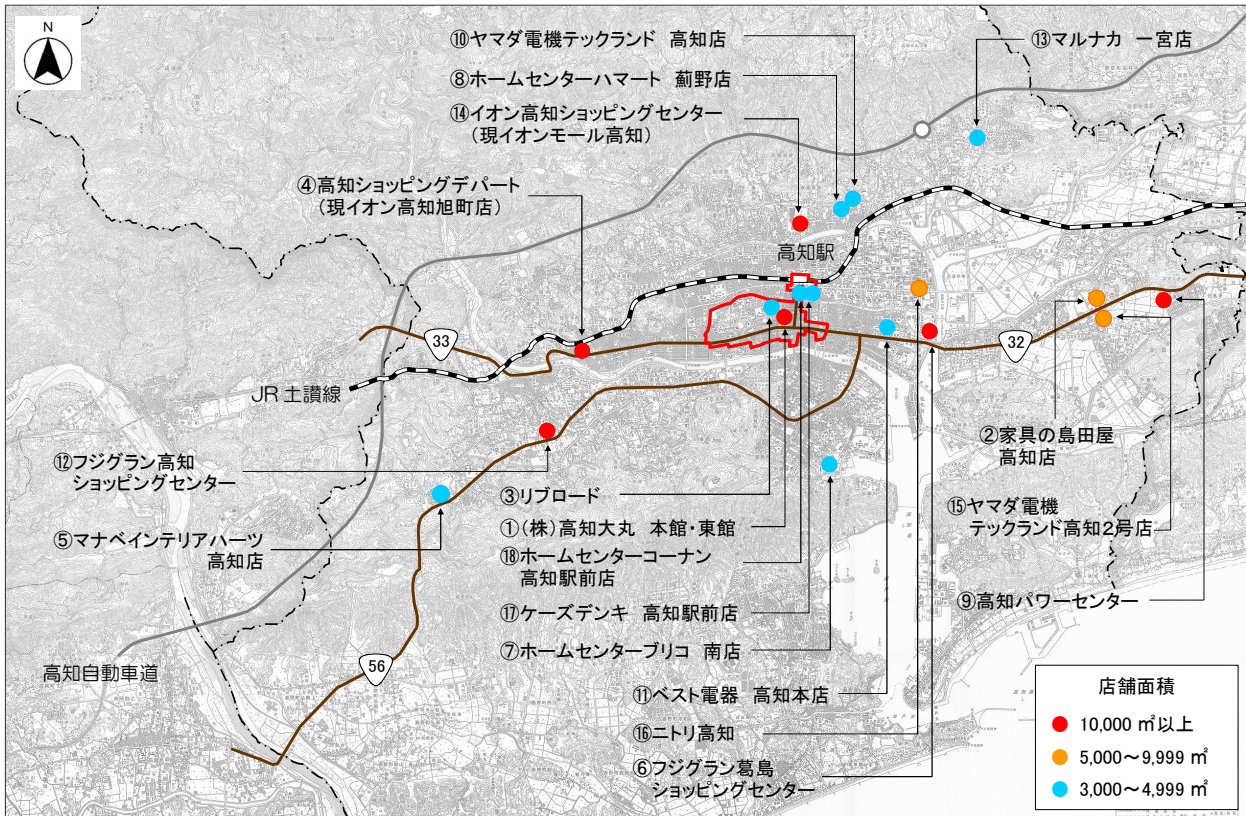 N
⑩ヤマダ電機テックランド 高知店
⑧ホームセンターハマート 薊野店
⑭イオン高知ショッピングセンター
(現イオンモール高知)
⑬マルナカ 一宮店
④高知ショッピングデパート
(現イオン高知旭町店)
高知駅
33
32
JR土讃線
⑫フジグラン高知
ショッピングセンター
⑤マナベインテリアハーツ
高知店
③リブロード
①(株)高知大丸 本館・東館
⑱ホームセンターコーナン
高知駅前店
⑰ケーズデンキ 高知駅前店
⑦ホームセンターブリコ 南店
⑪ベスト電器 高知本店
⑯ニトリ高知
⑥フジグラン葛島
ショッピングセンター
②家具の島田屋
高知店
⑮ヤマダ電機
テックランド高知2号店
⑨高知パワーセンター
高知自動車道
56
店舗面積
10,000 ㎡以上
5,000～9,999 ㎡
3,000～4,999 ㎡